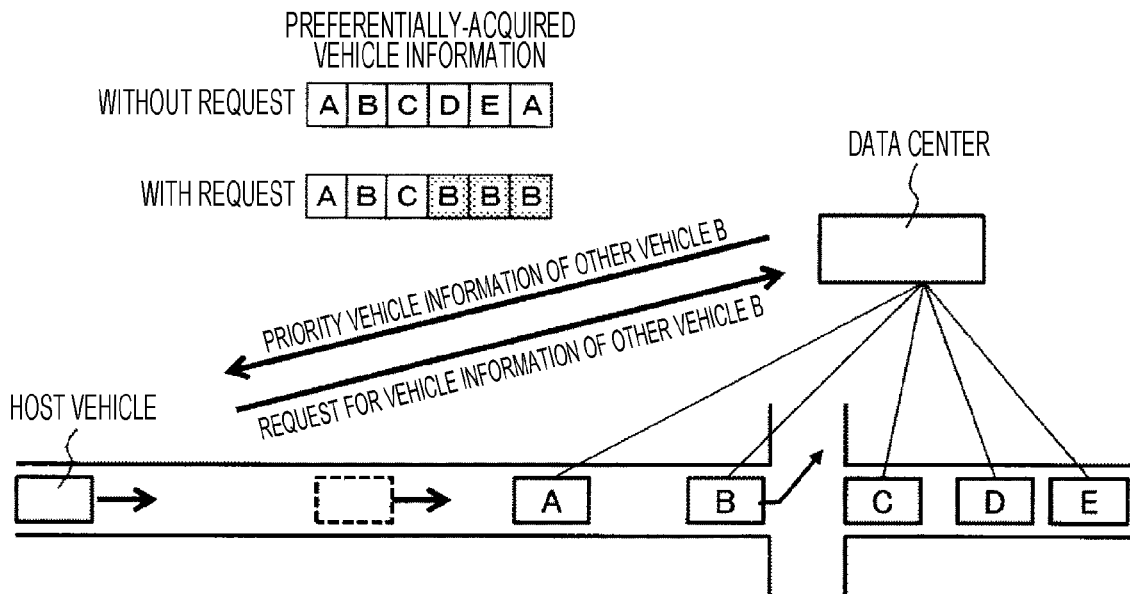 PREFERENTIALLY-ACQUIRED
VEHICLE INFORMATION
WITHOUT REQUEST A B C D E A
WITH REQUEST A B C B B B
DATA CENTER
PRIORITY VEHICLE INFORMATION OF OTHER VEHICLE B
REQUEST FOR VEHICLE INFORMATION OF OTHER VEHICLE B
HOST VEHICLE
A B C D E